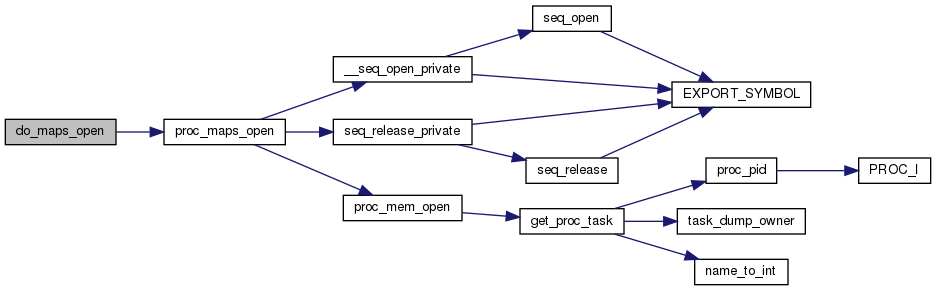 do_maps_open
proc_maps_open
__seq_open_private
seq_open
EXPORT_SYMBOL
seq_release_private
seq_release
proc_mem_open
get_proc_task
proc_pid
PROC_I
task_dump_owner
name_to_int